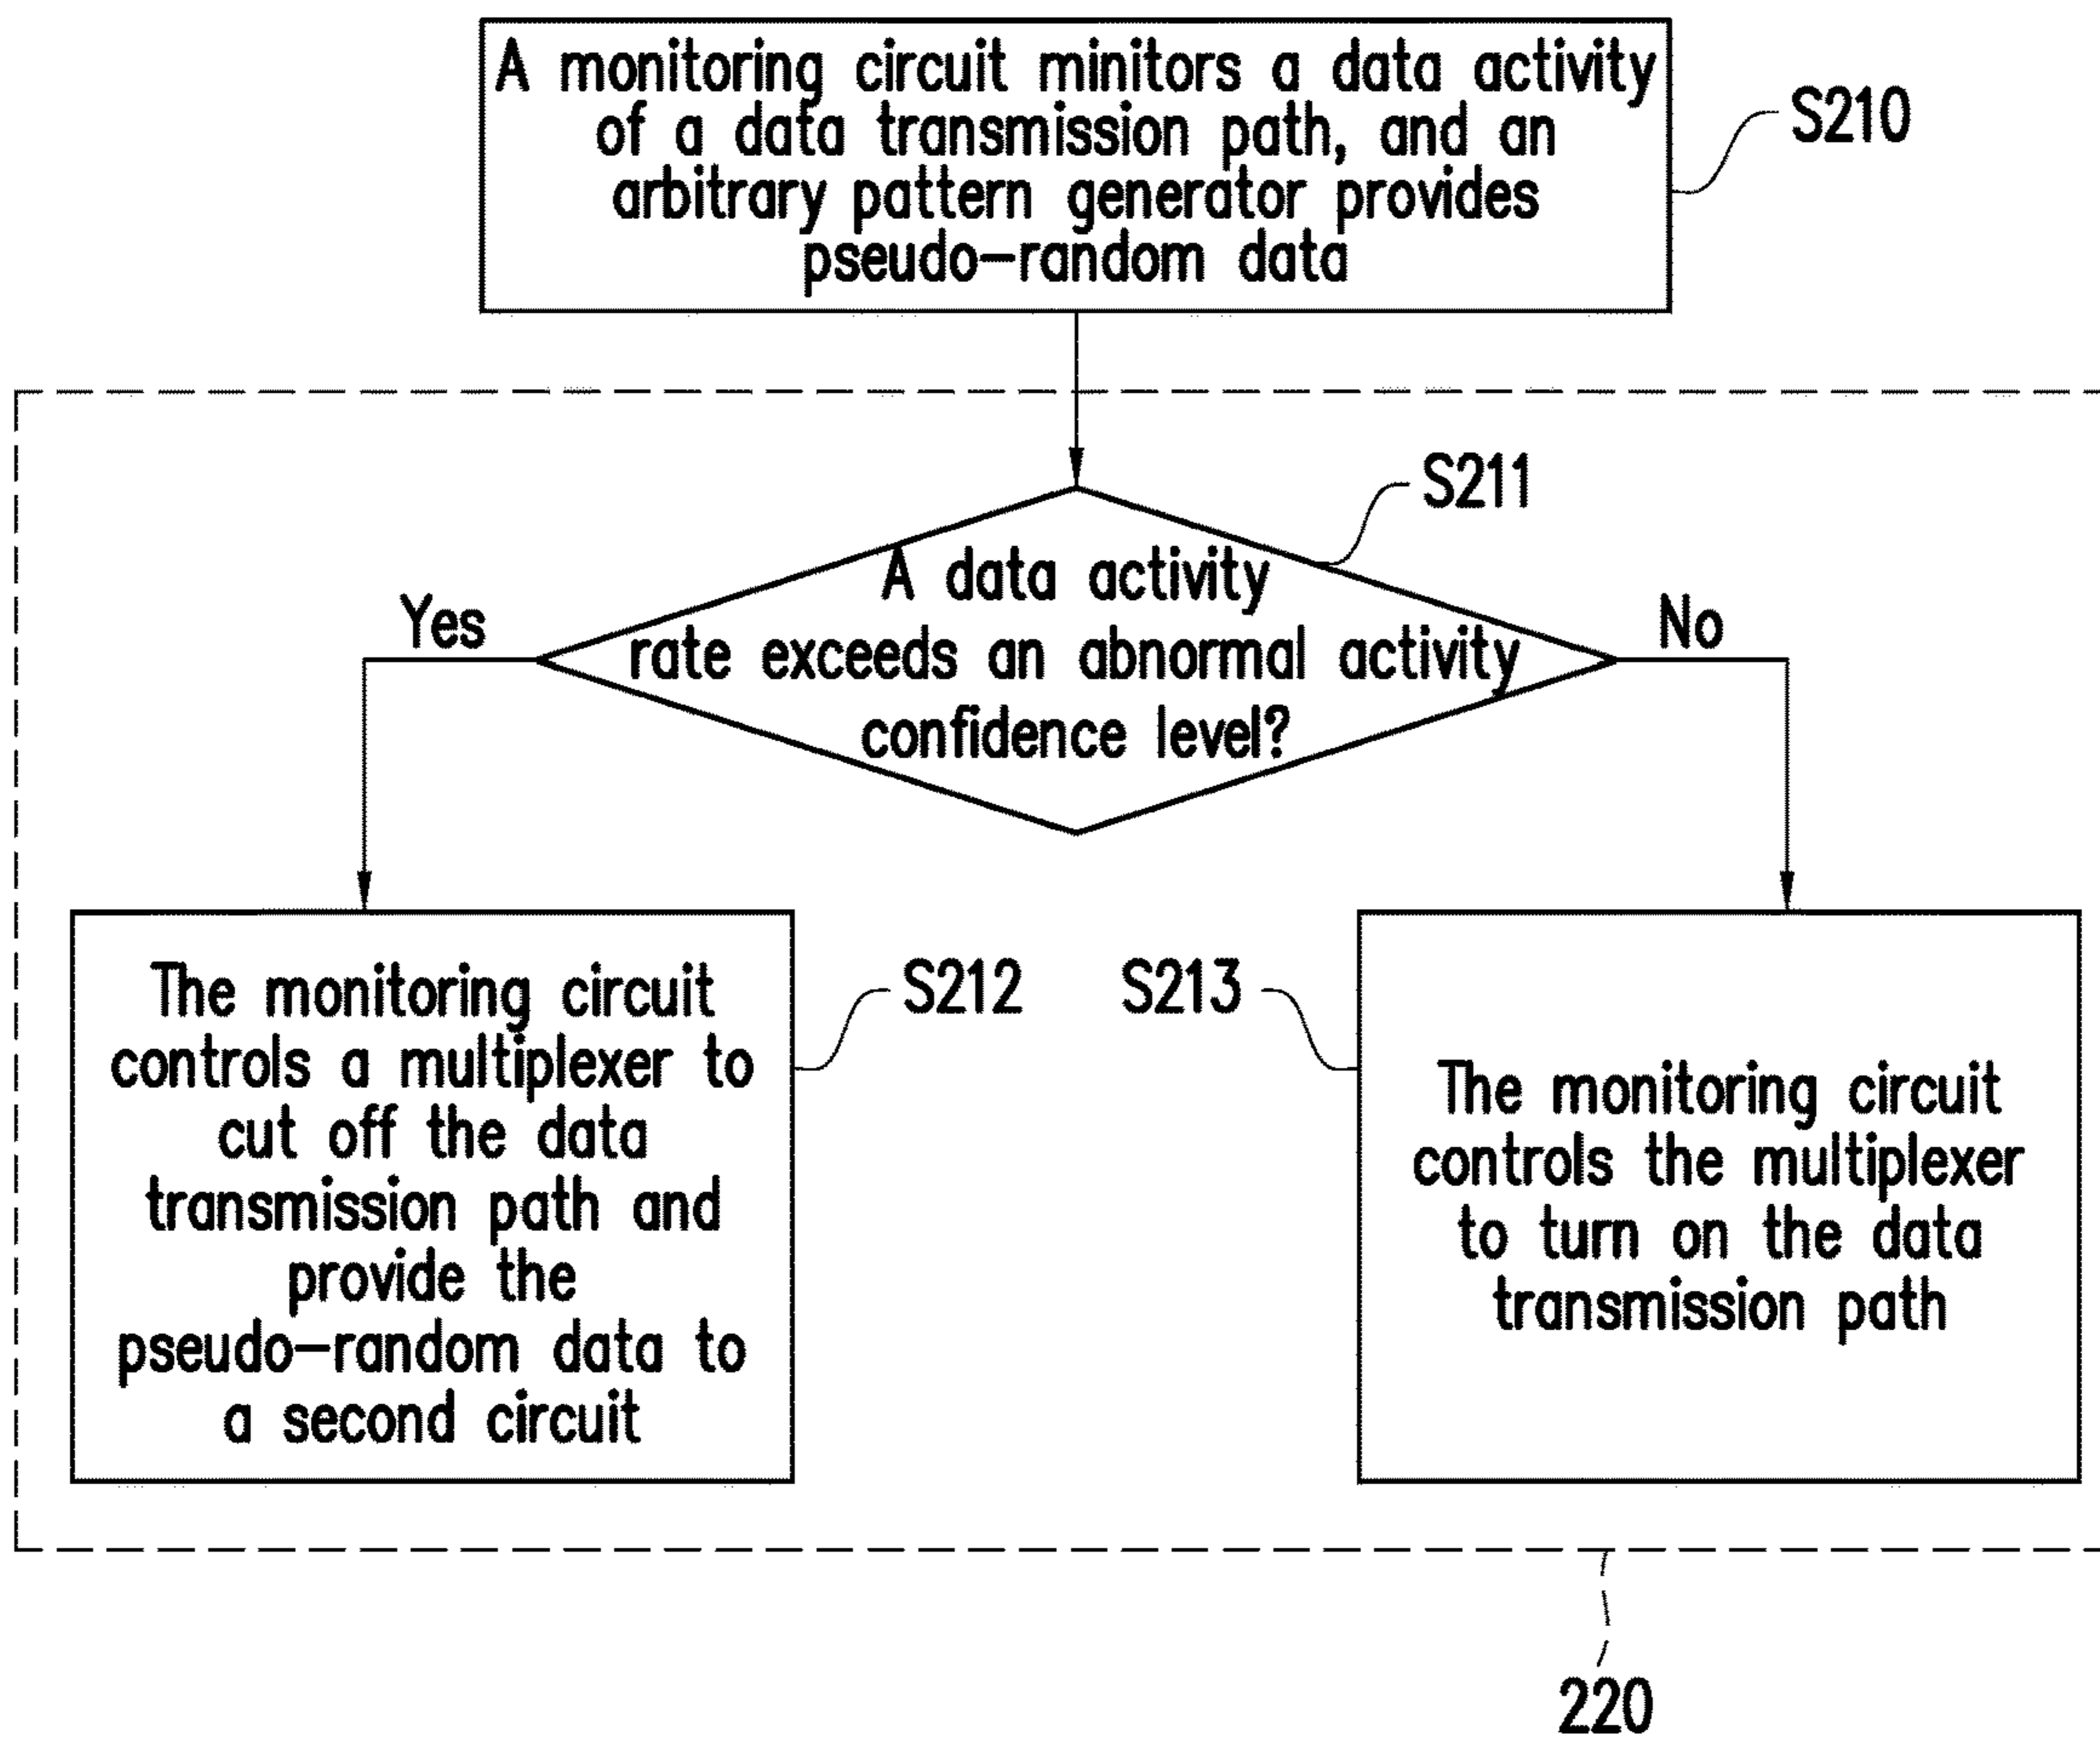 A monitoring circuit minitors a data activity
of a data transmission path, and an
arbitrary pattern generator provides
pseudo-random data
S210
S211
A data activity
rate exceeds an abnormal activity
confidence level?
Yes
No
The monitoring circuit
controls a multiplexer to
cut off the data
transmission path and
provide the
pseudo-random data to
a second circuit
S212
S213
The monitoring circuit
controls the multiplexer
to turn on the data
transmission path
220